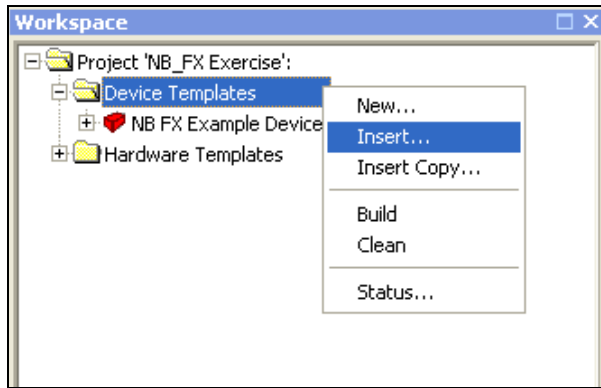 Workspace
Project 'NB_FX Exercise':
Device Templates
NB FX Example Device
Hardware Templates
New...
Insert...
Insert Copy...
Build
Clean
Status...